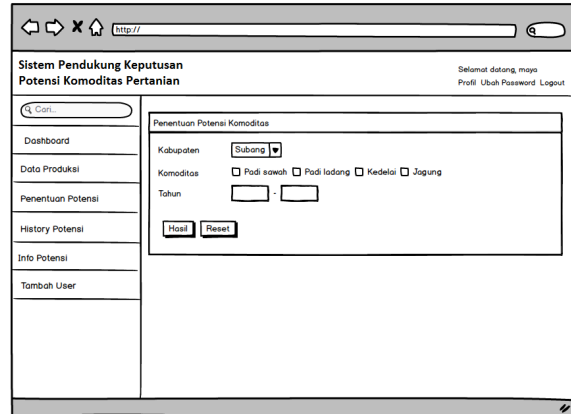 http://
Sistem Pendukung Keputusan
Potensi Komoditas Pertanian
Selamat datang, maya
Profil Ubah Password Logout
Cari...
Dashboard
Data Produksi
Penentuan Potensi
History Potensi
Info Potensi
Tambah User
Penentuan Potensi Komoditas
Kabupaten Subang
Komoditas Padi sawah Padi ladang Kedelai Jagung
Tahun -
Hasil Reset